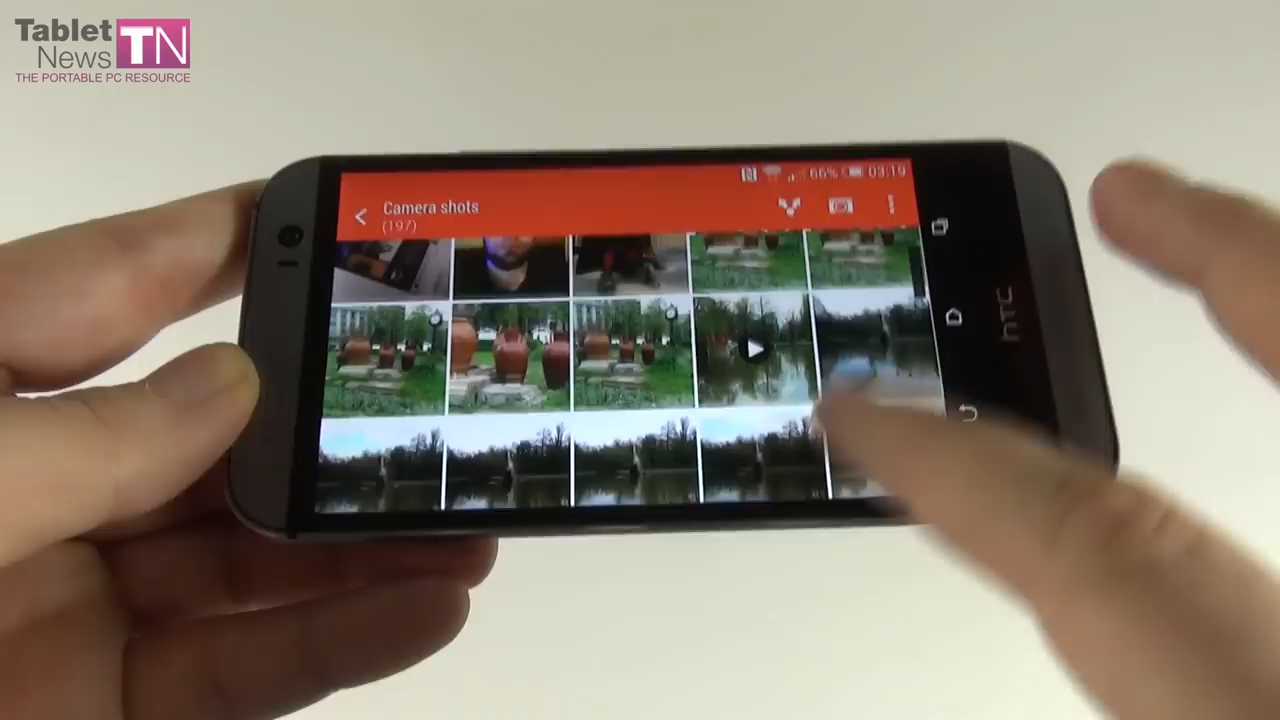 Tablet
News TN
THE PORTABLE PC RESOURCE
66% 03:19
Camera shots
(197)
hTC